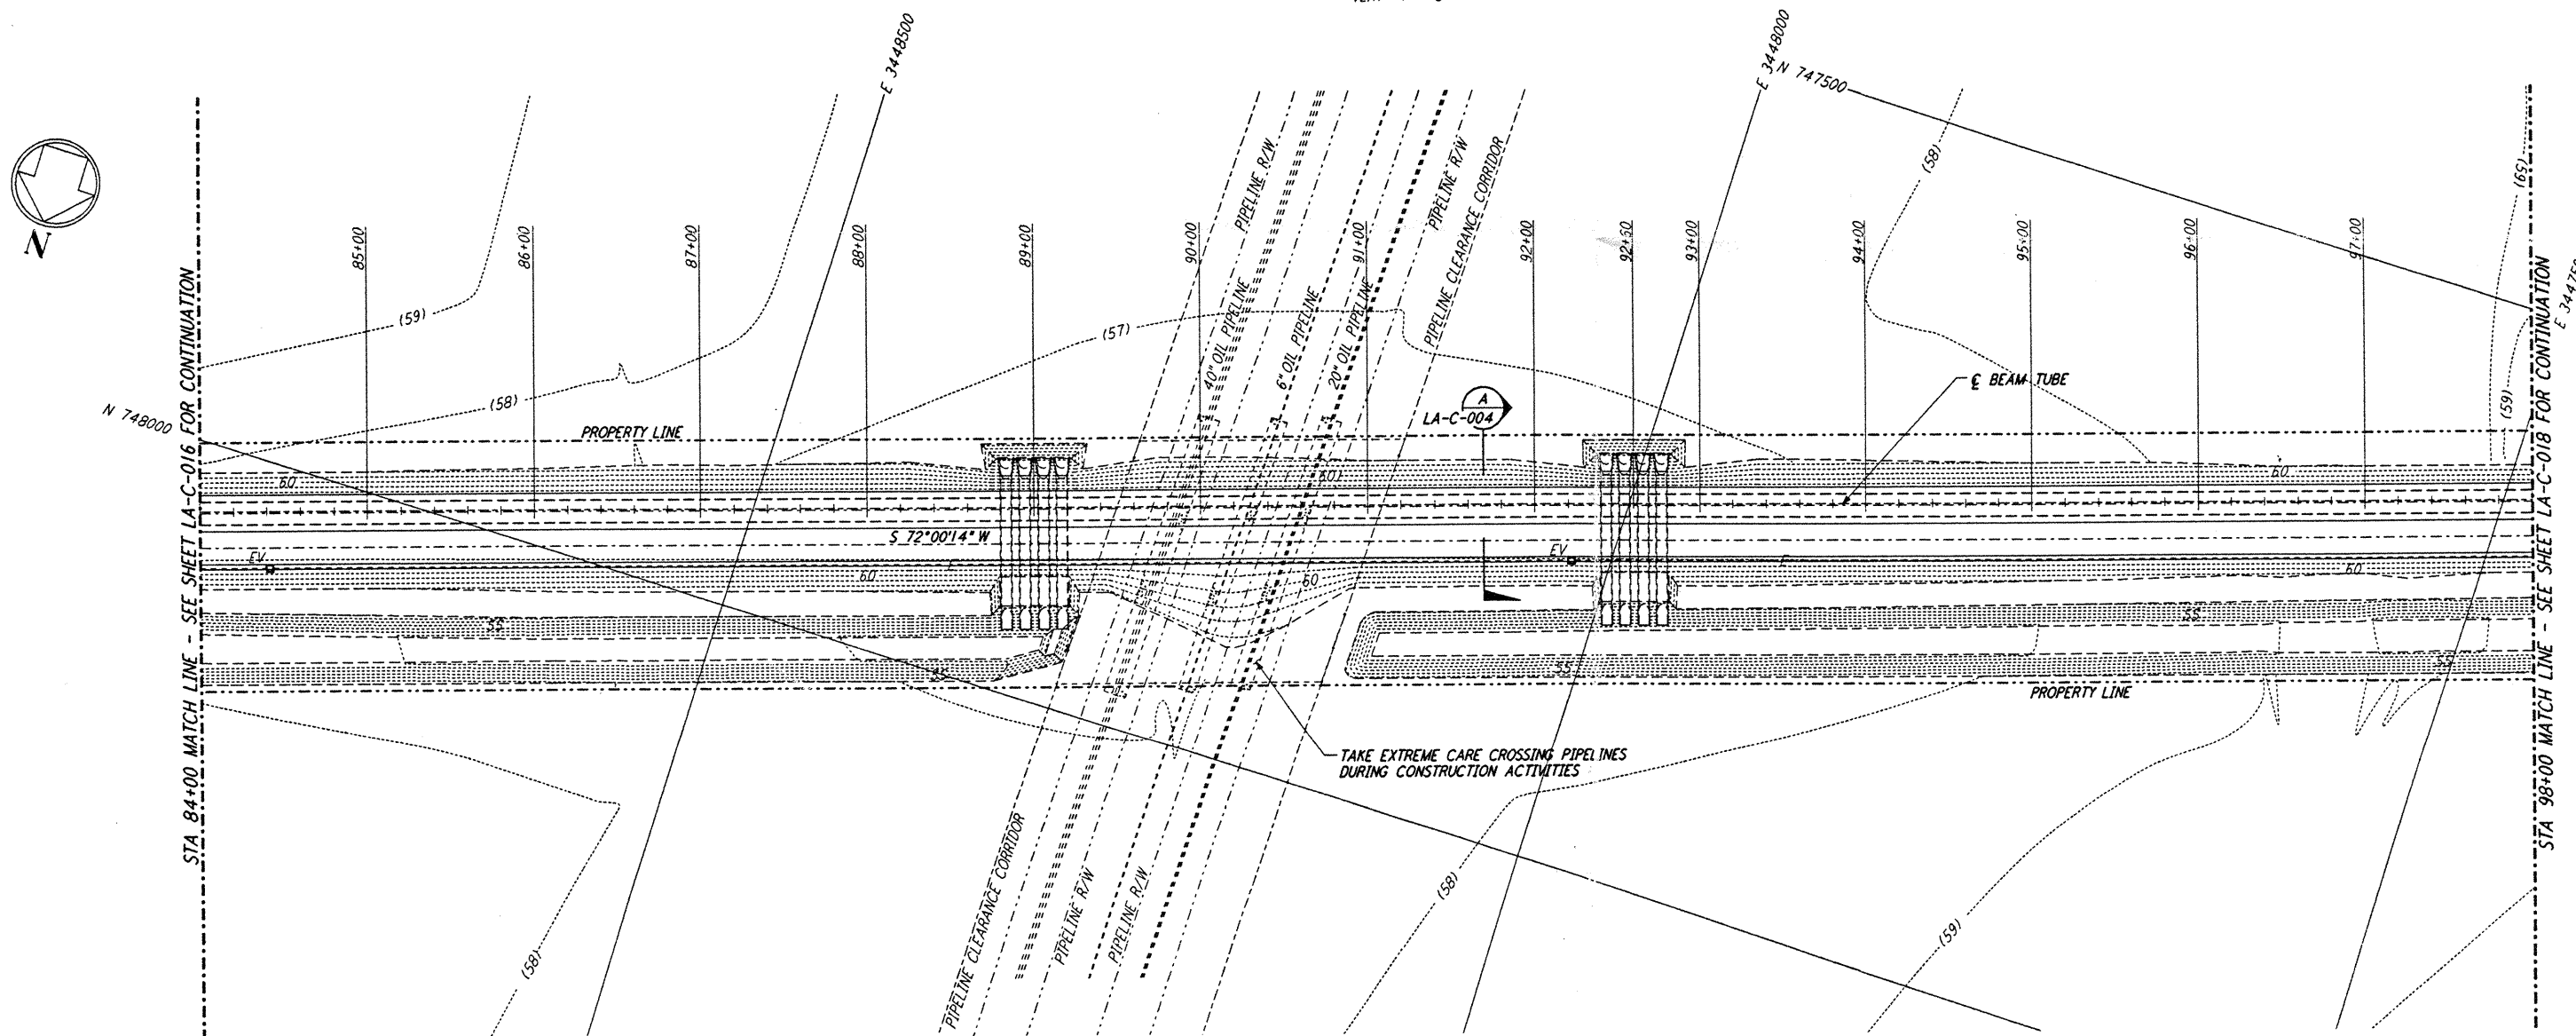 E 3448500
E 3448000
N 747500
N
85+00
86+00
87+00
88+00
89+00
90+00
91+00
92+00
92+60
93+00
94+00
95+00
96+00
97+00
PIPELINE R/W
PIPELINE R/W
PIPELINE CLEARANCE CORRIDOR
40" OIL PIPELINE
6" OIL PIPELINE
20" OIL PIPELINE
(58)
(59)
(59)
(57)
(58)
(59)
STA 84+00 MATCH LINE - SEE SHEET LA-C-016 FOR CONTINUATION
STA 98+00 MATCH LINE - SEE SHEET LA-C-018 FOR CONTINUATION
N 748000
PROPERTY LINE
A
LA-C-004
℄ BEAM TUBE
60
60
60
S 72°00'14" W
EV
EV
60
60
60
55
55
55
55
55
PROPERTY LINE
TAKE EXTREME CARE CROSSING PIPELINES
DURING CONSTRUCTION ACTIVITIES
PIPELINE CLEARANCE CORRIDOR
PIPELINE R/W
PIPELINE R/W
(58)
(58)
(59)